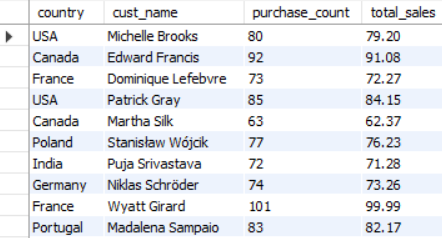 country cust_name purchase_count total_sales
USA Michelle Brooks 80 79.20
Canada Edward Francis 92 91.08
France Dominique Lefebvre 73 72.27
USA Patrick Gray 85 84.15
Canada Martha Silk 63 62.37
Poland Stanisław Wójcik 77 76.23
India Puja Srivastava 72 71.28
Germany Niklas Schröder 74 73.26
France Wyatt Girard 101 99.99
Portugal Madalena Sampaio 83 82.17